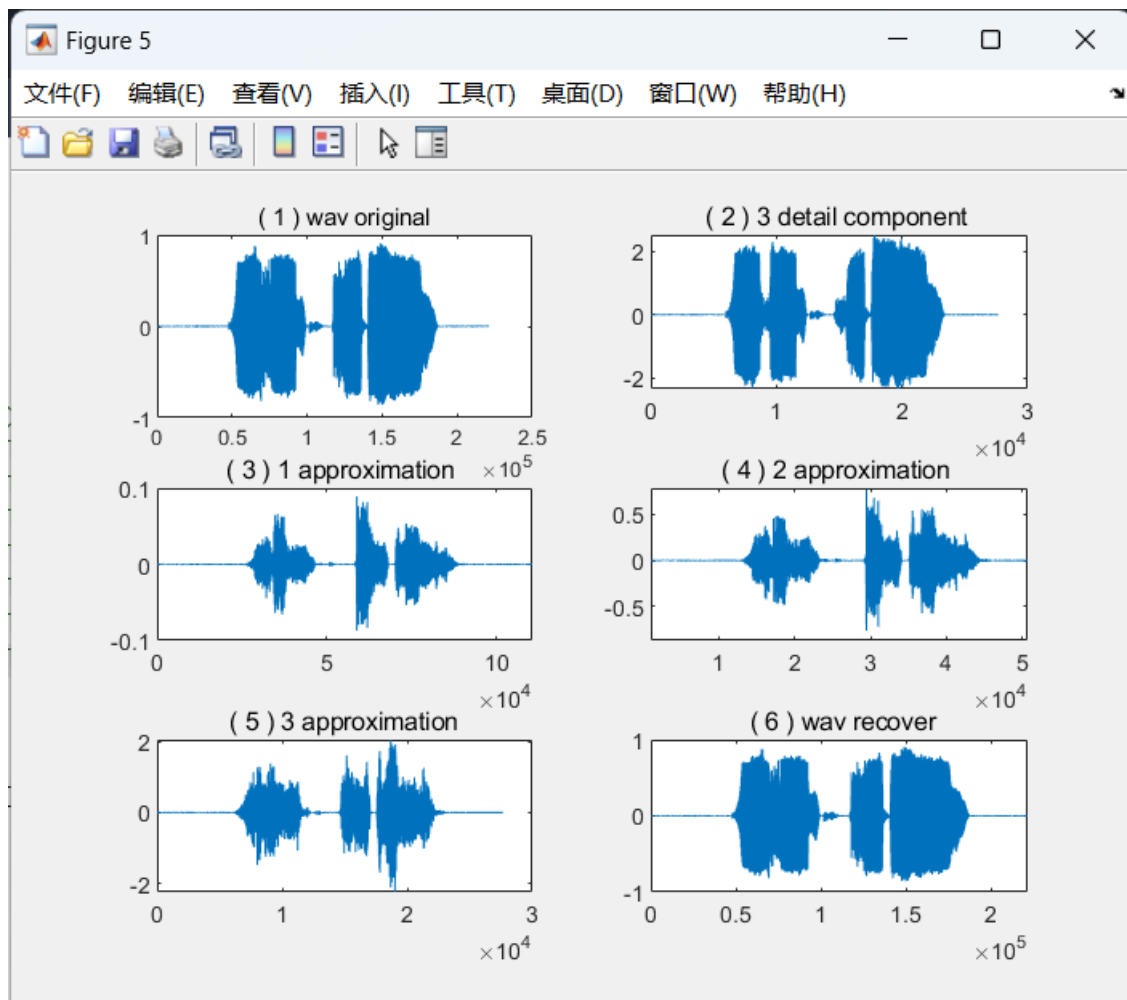 Figure 5
文件(F) 编辑(E) 查看(V) 插入(I) 工具(T) 桌面(D) 窗口(W) 帮助(H)
( 1 ) wav original
1
0
-1
0 0.5 1 1.5 2 2.5
×10⁵
( 2 ) 3 detail component
2
0
-2
0 1 2 3
×10⁴
( 3 ) 1 approximation
0.1
0
-0.1
0 5 10
×10⁴
( 4 ) 2 approximation
0.5
0
-0.5
1 2 3 4 5
×10⁴
( 5 ) 3 approximation
2
0
-2
0 1 2 3
×10⁴
( 6 ) wav recover
1
0
-1
0 0.5 1 1.5 2
×10⁵